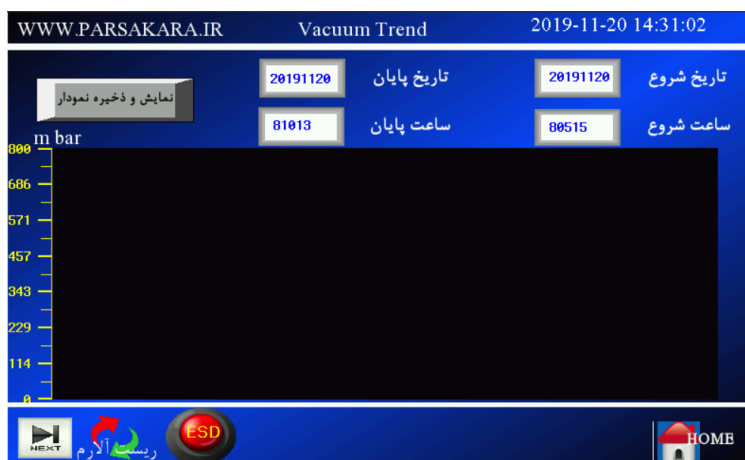 WWW.PARSAKARA.IR Vacuum Trend 2019-11-20 14:31:02
تاریخ شروع 20191120 تاریخ پایان 20191120
نمایش و ذخیره نمودار
ساعت شروع 80515 ساعت پایان 81013
m bar
800
686
571
457
343
229
114
0
NEXT ریست آلارم ESD HOME